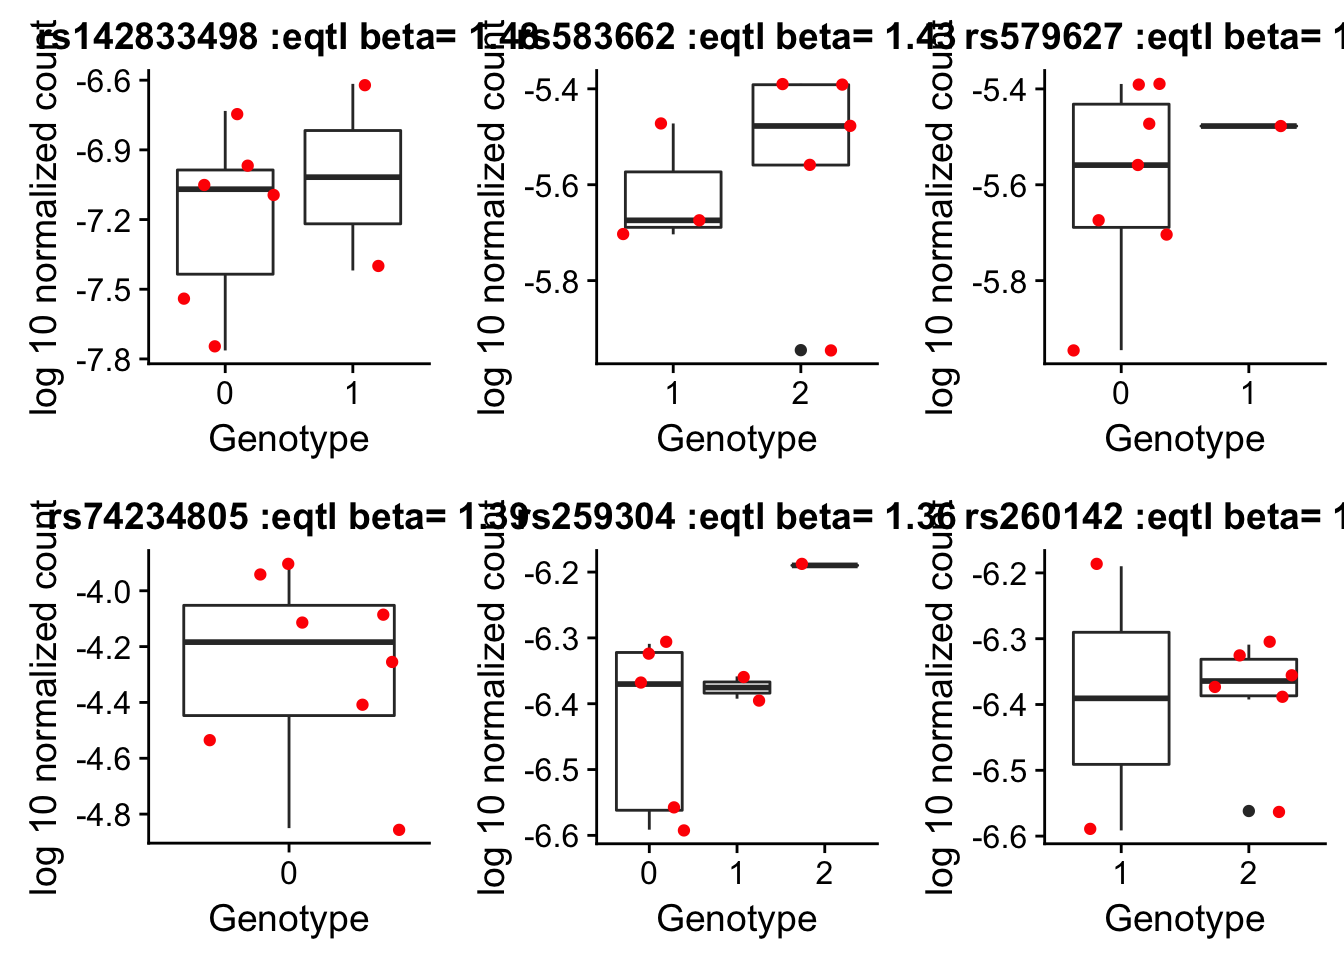 rs142833498 :eqtl beta= 1.48
rs583662 :eqtl beta= 1.43
rs579627 :eqtl beta= 1
log 10 normalized count
-6.6
-6.9
-7.2
-7.5
-7.8
0 1
Genotype
log 10 normalized count
-5.4
-5.6
-5.8
1 2
Genotype
log 10 normalized count
-5.4
-5.6
-5.8
0 1
Genotype
rs74234805 :eqtl beta= 1.39
rs259304 :eqtl beta= 1.36
rs260142 :eqtl beta= 1
log 10 normalized count
-4.0
-4.2
-4.4
-4.6
-4.8
0
Genotype
log 10 normalized count
-6.2
-6.3
-6.4
-6.5
-6.6
0 1 2
Genotype
log 10 normalized count
-6.2
-6.3
-6.4
-6.5
-6.6
1 2
Genotype